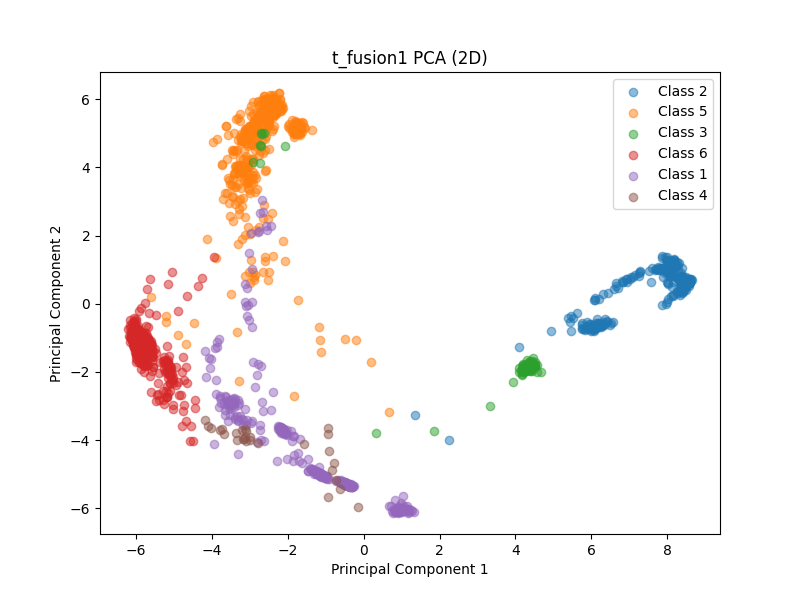 t_fusion1 PCA (2D)
Class 2
Class 5
Class 3
Class 6
Class 1
Class 4
Principal Component 2
6
4
2
0
−2
−4
−6
−6
−4
−2
0
2
4
6
8
Principal Component 1